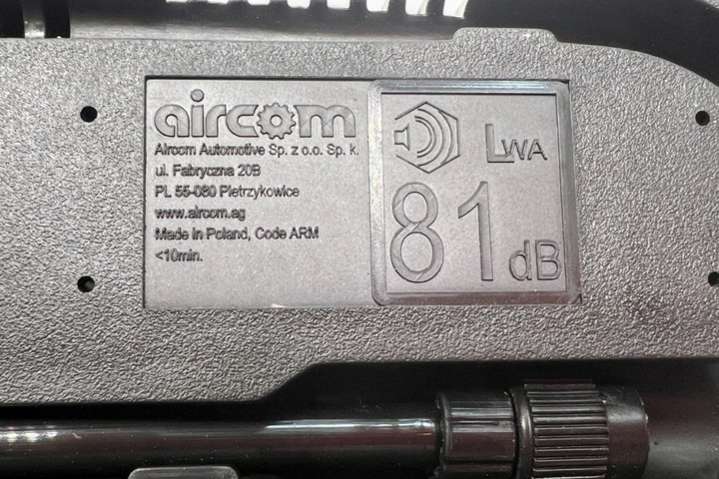 aircom
Aircom Automotive Sp. z o.o. Sp. k.
ul. Fabryczna 20B
PL 55-080 Pietrzykowice
www.aircom.ag
Made in Poland, Code ARM
<10min.
LWA
81 dB